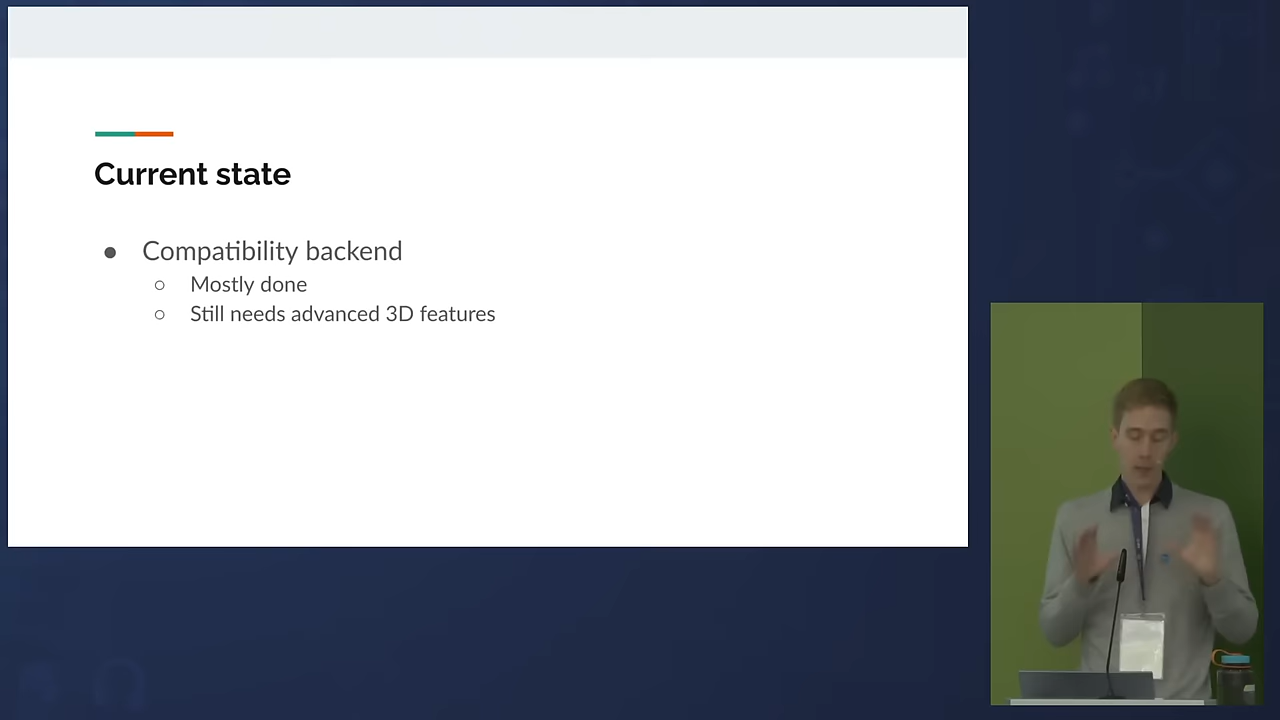 Current state
● Compatibility backend
○ Mostly done
○ Still needs advanced 3D features